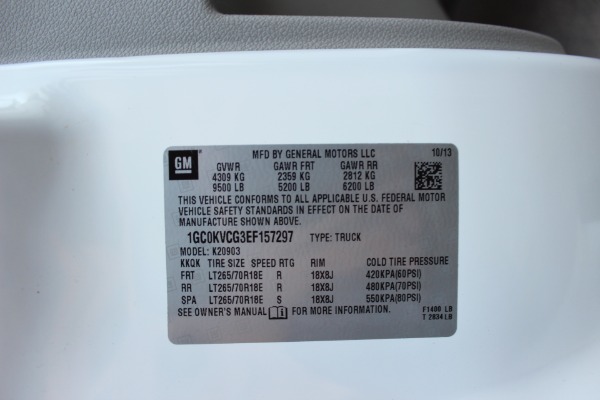 GM MFD BY GENERAL MOTORS LLC 10/13
GVWR GAWR FRT GAWR RR
4309 KG 2359 KG 2812 KG
9500 LB 5200 LB 6200 LB
THIS VEHICLE CONFORMS TO ALL APPLICABLE U.S. FEDERAL MOTOR
VEHICLE SAFETY STANDARDS IN EFFECT ON THE DATE OF
MANUFACTURE SHOWN ABOVE.
1GC0KVCG3EF157297 TYPE: TRUCK
MODEL: K20903
KKQK TIRE SIZE SPEED RTG RIM COLD TIRE PRESSURE
FRT LT265/70R18E R 18X8J 420KPA(60PSI)
RR LT265/70R18E R 18X8J 480KPA(70PSI)
SPA LT265/70R18E S 18X8J 550KPA(80PSI)
SEE OWNER'S MANUAL FOR MORE INFORMATION.
F1400 LB
T 2934 LB